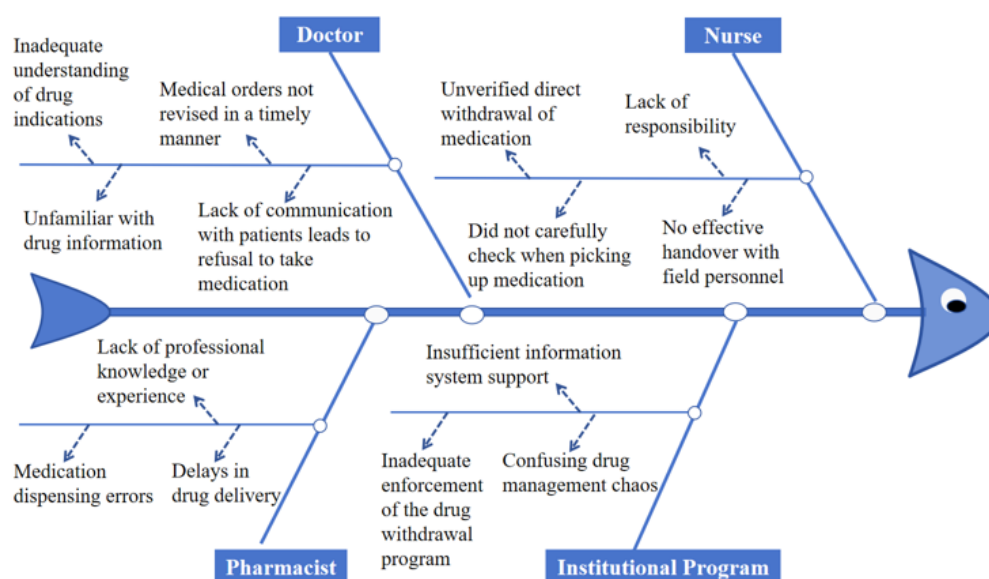 Doctor
Nurse
Inadequate
understanding
of drug
indications
Medical orders not
revised in a timely
manner
Unfamiliar with
drug information
Lack of communication
with patients leads to
refusal to take
medication
Unverified direct
withdrawal of
medication
Lack of
responsibility
Did not carefully
check when picking
up medication
No effective
handover with
field personnel
Lack of professional
knowledge or
experience
Medication
dispensing errors
Delays in
drug delivery
Insufficient information
system support
Inadequate
enforcement
of the drug
withdrawal
program
Confusing drug
management chaos
Pharmacist
Institutional Program